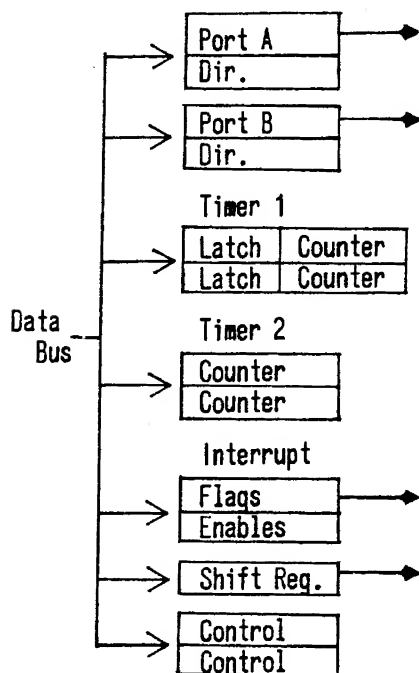 Port A
Dir.
Port B
Dir.
Timer 1
Latch Counter
Latch Counter
Data
Bus
Timer 2
Counter
Counter
Interrupt
Flags
Enables
Shift Reg.
Control
Control